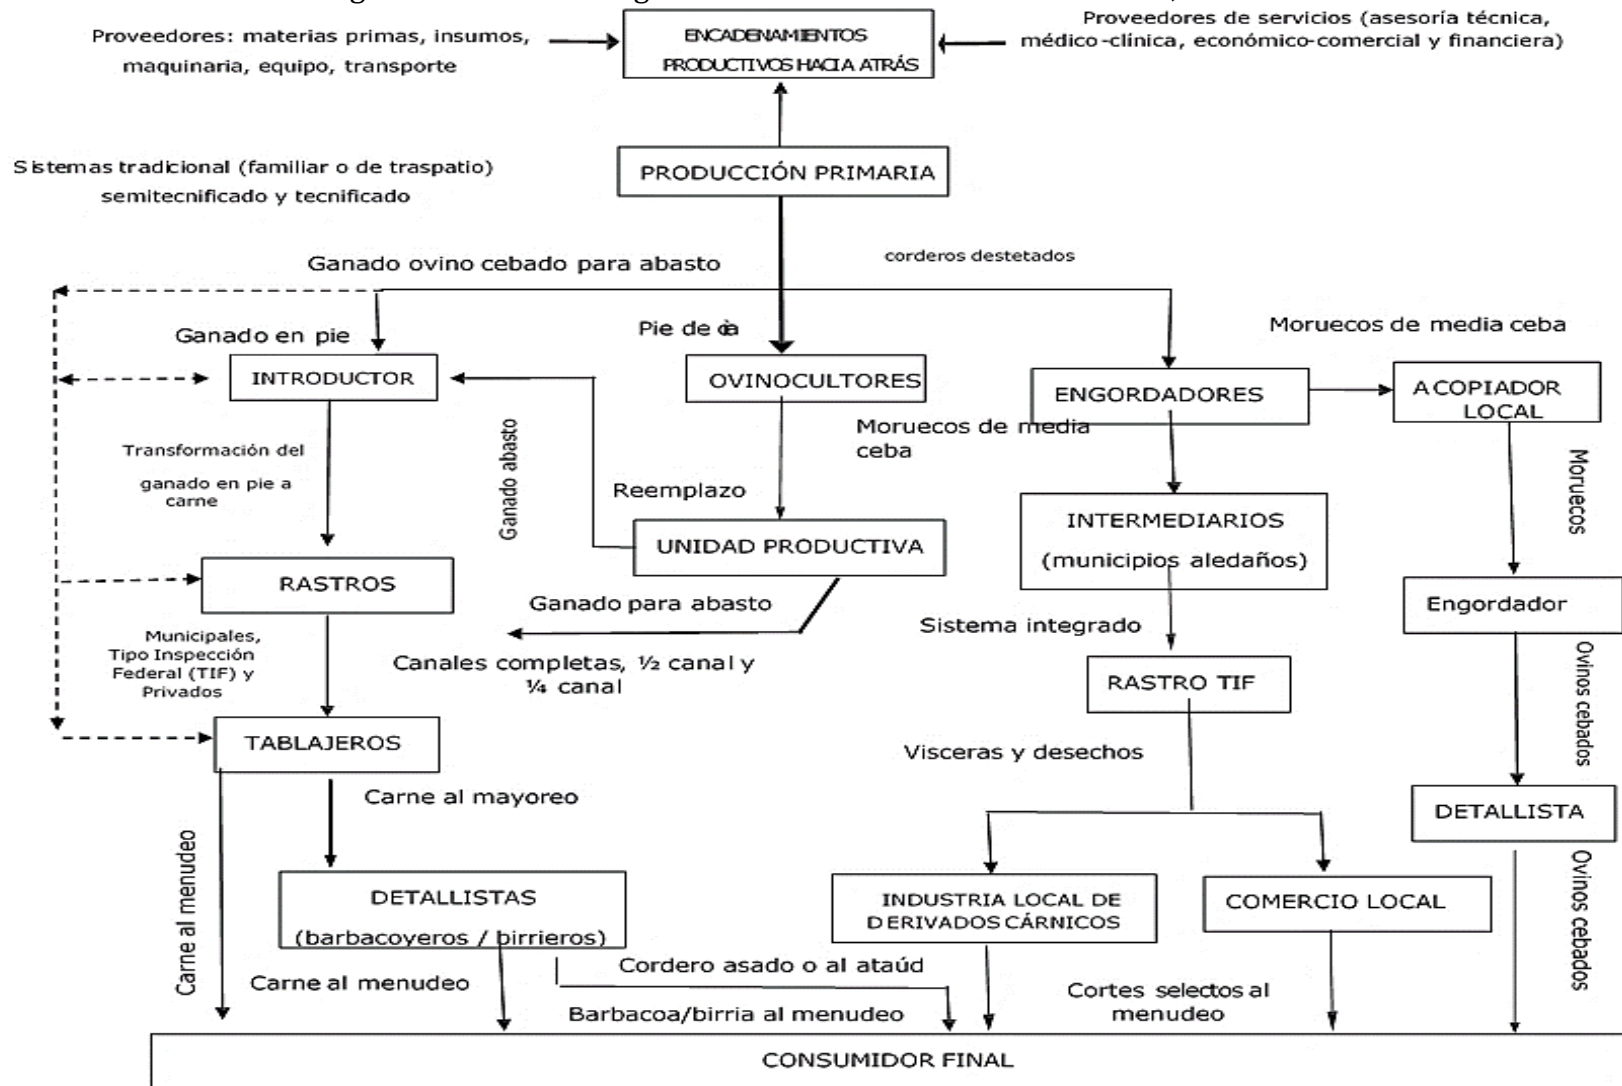 Proveedores: materias primas, insumos,
maquinaria, equipo, transporte
ENCADENAMIENTOS
PRODUCTIVOS HACIA ATRÁS
Proveedores de servicios (asesoría técnica,
médico-clínica, económico-comercial y financiera)
Sistemas tradicional (familiar o de traspatio)
semitecnificado y tecnificado
PRODUCCIÓN PRIMARIA
Ganado ovino cebado para abasto
corderos destetados
Ganado en pie
Pie de
Moruecos de media ceba
INTRODUCTOR
OVINOCULTORES
ENGORDADORES
ACOPIADOR
LOCAL
Transformación del
ganado en pie a
carne
Ganado abasto
Moruecos de media
ceba
Moruecos
Reemplazo
UNIDAD PRODUCTIVA
INTERMEDIARIOS
(municipios aledaños)
RASTROS
Ganado para abasto
Engordador
Municipales,
Tipo Inspección
Federal (TIF) y
Privados
Canales completas, ½ canal y
¼ canal
Sistema integrado
RASTRO TIF
Ovinos cebados
TABLAJEROS
Visceras y desechos
Carne al mayoreo
DETALLISTA
Carne al menudeo
DETALLISTAS
(barbacoyeros / birrieros)
INDUSTRIA LOCAL DE
DERIVADOS CÁRNICOS
COMERCIO LOCAL
Ovinos cebados
Carne al menudeo
Cordero asado o al ataúd
Barbacoa/birria al menudeo
Cortes selectos al
menudeo
CONSUMIDOR FINAL